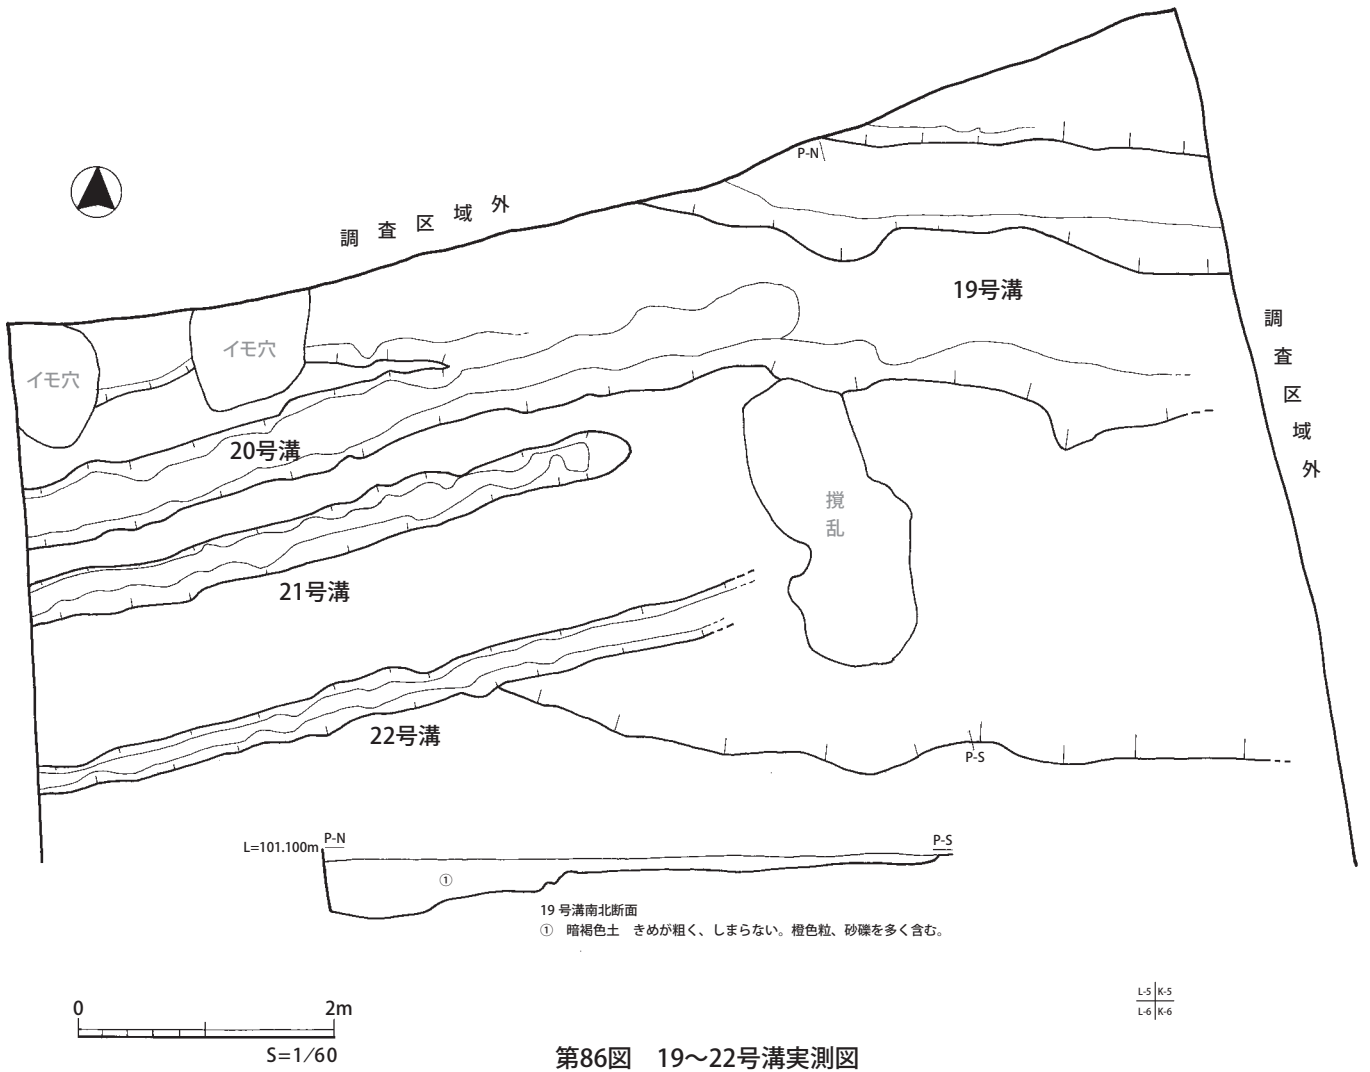 P-N
調査区域外
19号溝
調査区域外
イモ穴
イモ穴
20号溝
撹乱
21号溝
22号溝
P-S
L=101.100m
P-N
P-S
①
19 号溝南北断面
① 暗褐色土 きめが粗く、しまらない。橙色粒、砂礫を多く含む。
L-5 K-5
L-6 K-6
0 2m
S=1/60
第86図 19〜22号溝実測図